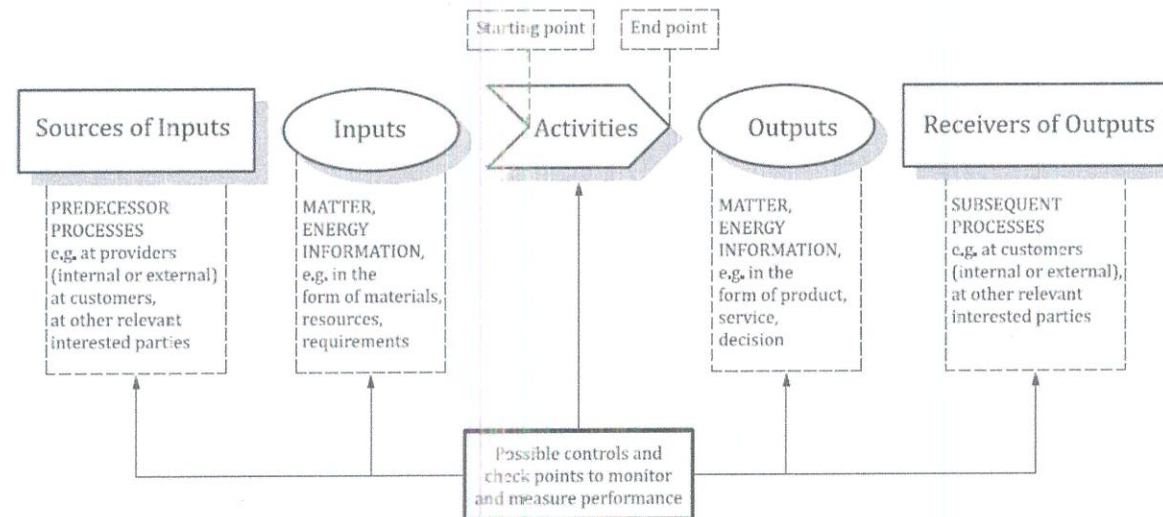 Starting point
End point
Sources of Inputs
Inputs
Activities
Outputs
Receivers of Outputs
PREDECESSOR
PROCESSES
e.g. at providers
(internal or external)
at customers,
at other relevant
interested parties
MATTER,
ENERGY
INFORMATION,
e.g. in the
form of materials,
resources,
requirements
MATTER,
ENERGY
INFORMATION,
e.g. in the
form of product,
service,
decision
SUBSEQUENT
PROCESSES
e.g. at customers
(internal or external),
at other relevant
interested parties
Possible controls and
check points to monitor
and measure performance